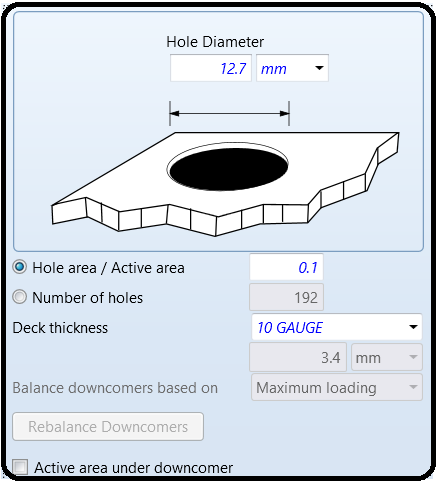 Hole Diameter
12.7 mm
Hole area / Active area 0.1
Number of holes 192
Deck thickness 10 GAUGE
3.4 mm
Balance downcomers based on Maximum loading
Rebalance Downcomers
Active area under downcomer